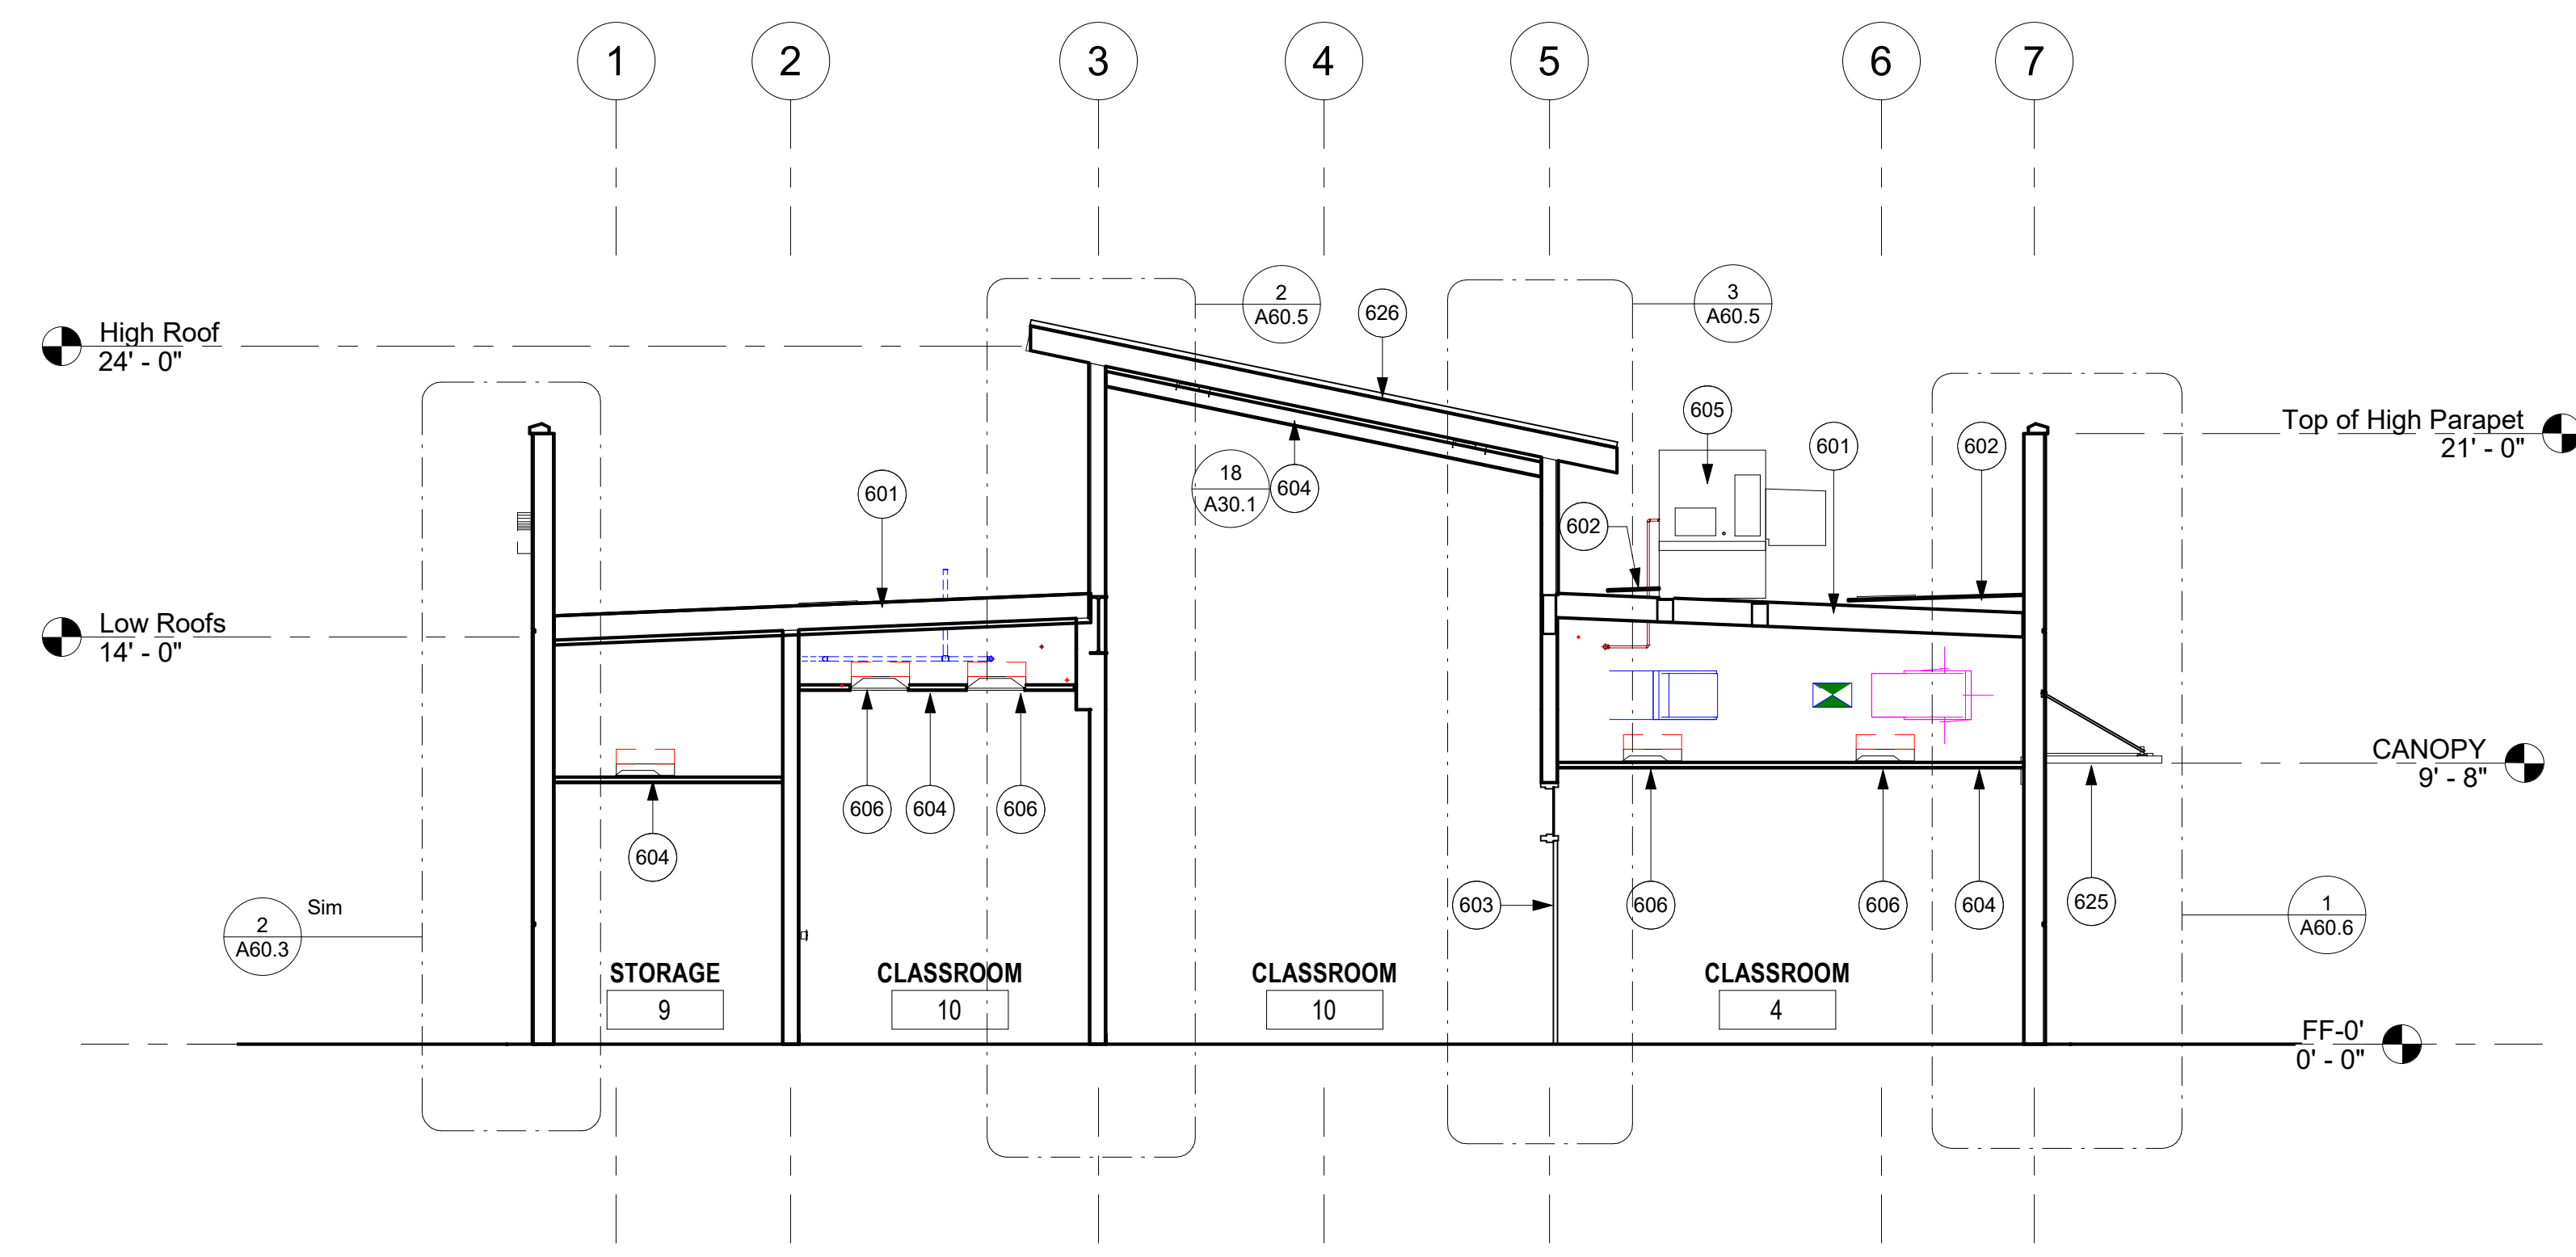 1
2
3
4
5
6
7
2
A60.5
626
3
A60.5
High Roof
24' - 0"
605
Top of High Parapet
21' - 0"
601
602
601
18
A30.1
604
602
Low Roofs
14' - 0"
CANOPY
9' - 8"
606
604
606
604
603
606
606
604
625
2
A60.3
Sim
1
A60.6
STORAGE
9
CLASSROOM
10
CLASSROOM
10
CLASSROOM
4
FF-0'
0' - 0"